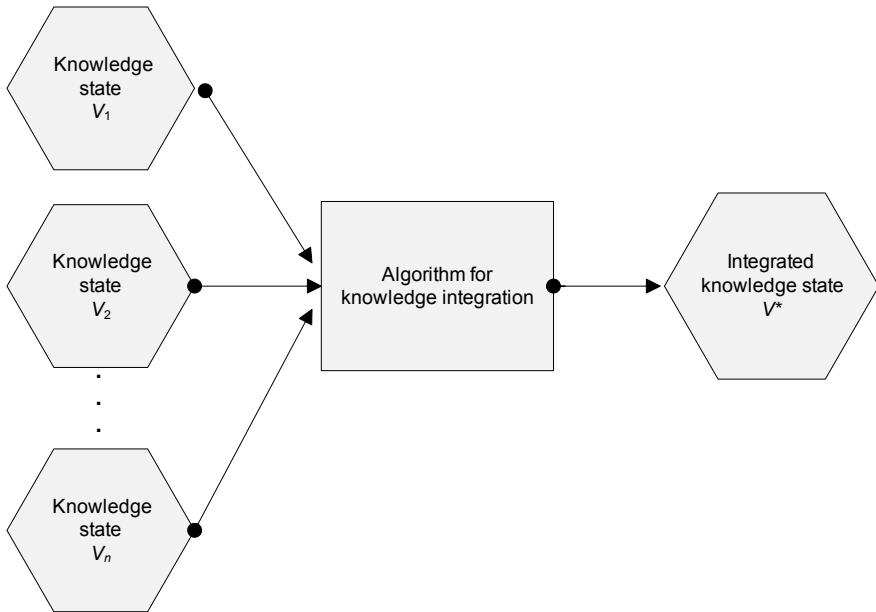 Knowledge
state
V₁
Knowledge
state
V₂
.
.
.
Knowledge
state
Vₙ
Algorithm for
knowledge integration
Integrated
knowledge state
V*